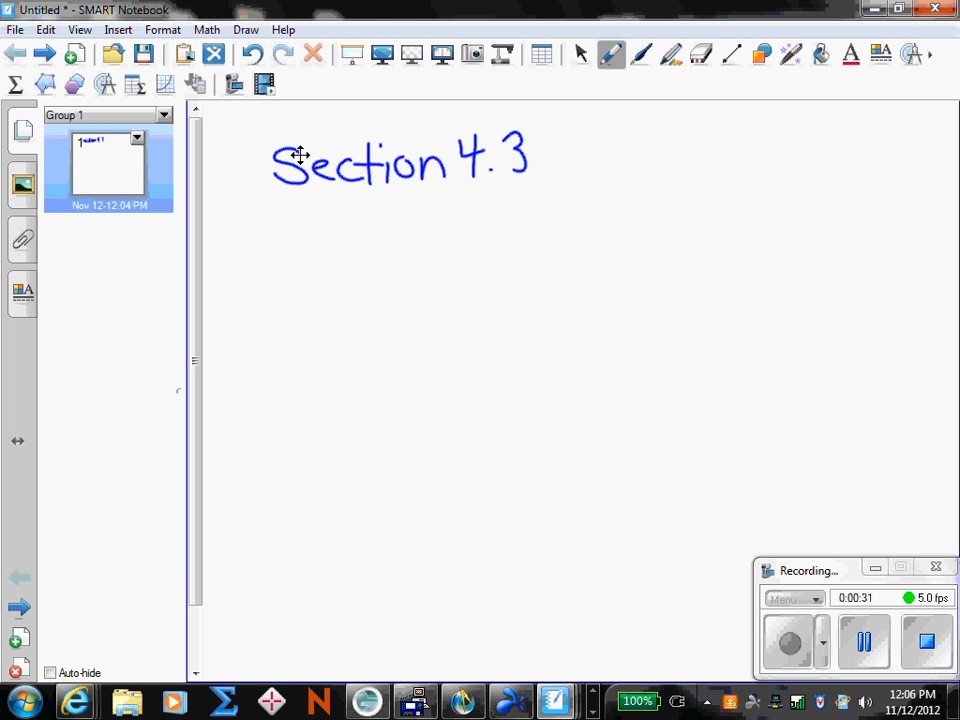 Untitled * - SMART Notebook
File Edit View Insert Format Math Draw Help
Group 1
Nov 12-12:04 PM
Section 4.3
Recording...
Menu
0:00:31
5.0 fps
Auto-hide
100%
12:06 PM
11/12/2012